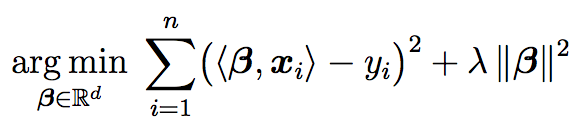 arg min_{𝜷∈ℝ^d} ∑_{i=1}^{n} (⟨𝜷, 𝒙_i⟩ − y_i)^2 + λ ‖𝜷‖^2